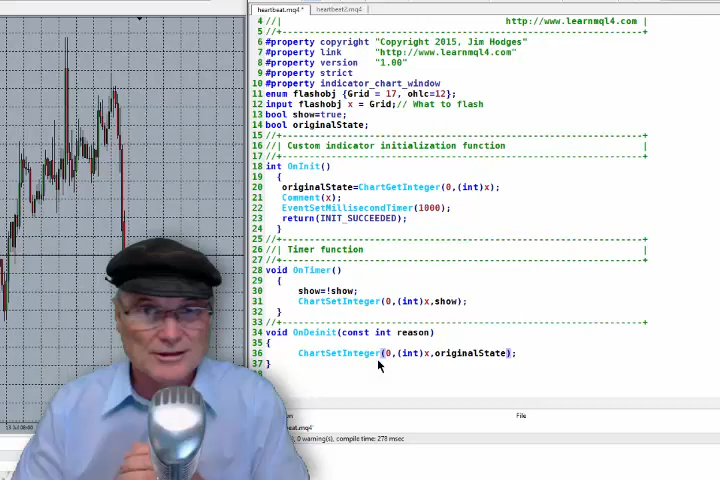 heartbeat.mq4 *
heartbeat.mq4
4 //| http://www.learnmql4.com |
5 //+------------------------------------------------------------------+
6 #property copyright "Copyright 2015, Jim Hodges"
7 #property link "http://www.learnmql4.com"
8 #property version "1.00"
9 #property strict
10 #property indicator_chart_window
11 enum flashobj {Grid = 17, ohlc=12};
12 input flashobj x = Grid;// What to flash
13 bool show=true;
14 bool originalState;
15 //+------------------------------------------------------------------+
16 //| Custom indicator initialization function |
17 //+------------------------------------------------------------------+
18 int OnInit()
19 {
20 originalState=ChartGetInteger(0,(int)x);
21 Comment(x);
22 EventSetMillisecondTimer(1000);
23 return(INIT_SUCCEEDED);
24 }
25 //+------------------------------------------------------------------+
26 //| Timer function |
27 //+------------------------------------------------------------------+
28 void OnTimer()
29 {
30 show=!show;
31 ChartSetInteger(0,(int)x,show);
32 }
33 //+------------------------------------------------------------------+
34 void OnDeinit(const int reason)
35 {
36 ChartSetInteger(0,(int)x,originalState);
37 }
File
beat.mq4'
0 warning(s), compile time: 278 msec